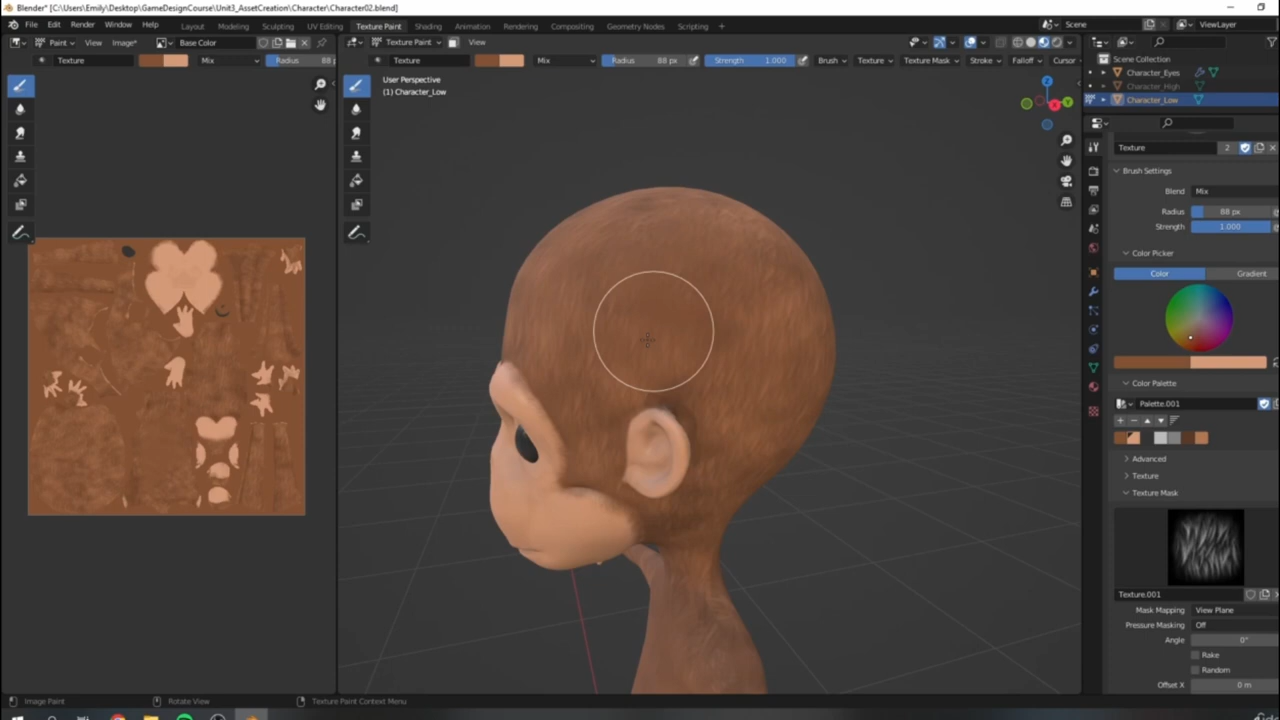 Blender* [C:\Users\Emily\Desktop\GameDesignCourse\Unit3_AssetCreation\Character\Character02.blend]
File Edit Render Window Help Layout Modeling Sculpting UV Editing Texture Paint Shading Animation Rendering Compositing Geometry Nodes Scripting + Scene ViewLayer
Paint View Image* Base Color Texture Paint View
Texture Mix Radius 88 p Texture Mix Radius 88 px Strength 1.000 Brush Texture Texture Mask Stroke Falloff Cursor
Scene Collection
Character_Eyes
Character_High
Character_Low
User Perspective
(1) Character_Low
Z
Y
Texture 2
Brush Settings
Blend Mix
Radius 88 px
Strength 1.000
Color Picker
Color Gradient
Color Palette
Palette.001
Advanced
Texture
Texture Mask
Texture.001
Mask Mapping View Plane
Pressure Masking Off
Angle 0°
Rake
Random
Offset X 0 m
Image Paint Rotate View Texture Paint Context Menu